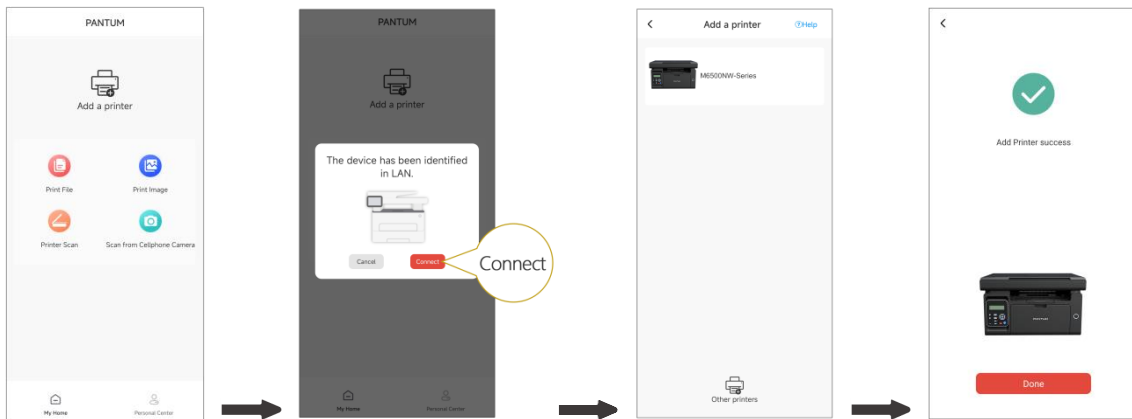 PANTUM
Add a printer
Print File
Print Image
Printer Scan
Scan from Cellphone Camera
My Home
Personal Center
PANTUM
Add a printer
The device has been identified
in LAN.
Cancel
Connect
Connect
My Home
Personal Center
Add a printer
?Help
M6500NW-Series
Other printers
Add Printer success
PANTUM
Done